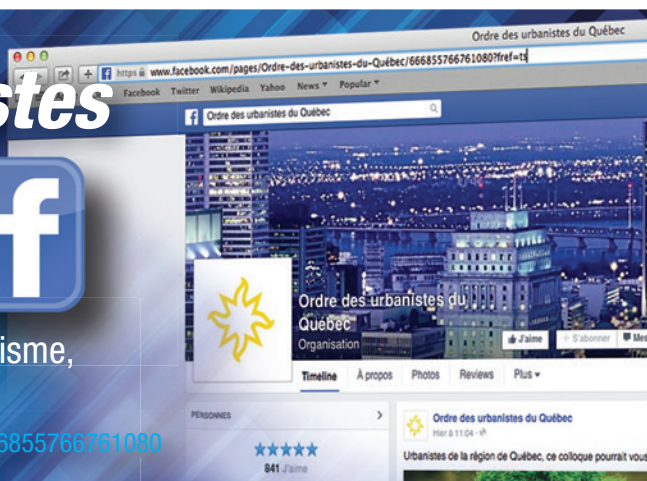 Ordre des urbanistes du Québec
https www.facebook.com/pages/Ordre-des-urbanistes-du-Québec/666855766761080?fref=ts
Facebook Twitter Wikipedia Yahoo News Popular
stes
f Ordre des urbanistes du Québec
f
Ordre des urbanistes du
Québec
Organisation
J'aime + S'abonner Mes
isme,
Timeline À propos Photos Reviews Plus
PERSONNES >
Ordre des urbanistes du Québec
Hier à 11:04
6855766761080
841 J'aime
Urbanistes de la région de Québec, ce colloque pourrait vous